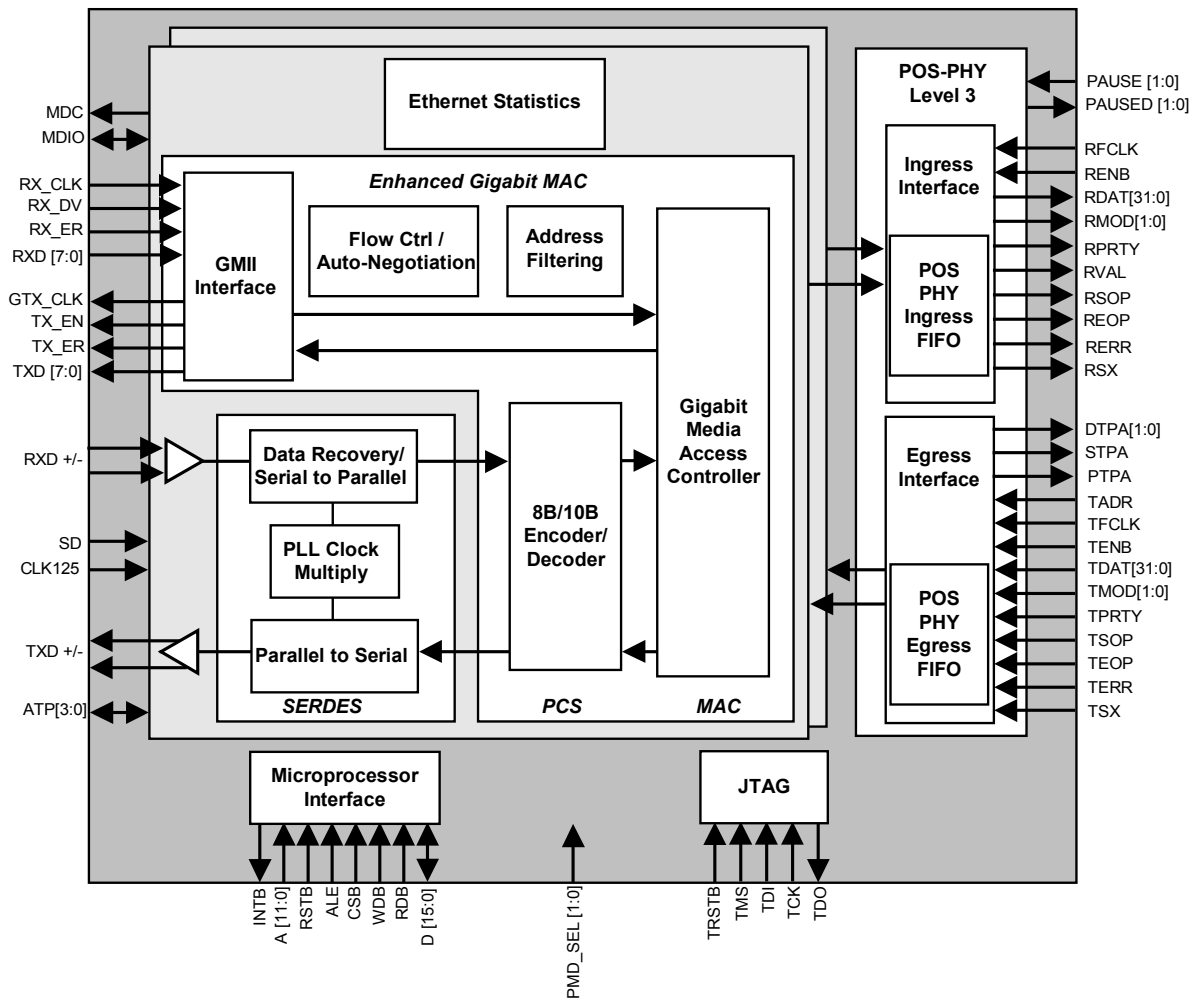 MDC
MDIO
RX_CLK
RX_DV
RX_ER
RXD [7:0]
GTX_CLK
TX_EN
TX_ER
TXD [7:0]
RXD +/-
SD
CLK125
TXD +/-
ATP[3:0]
Ethernet Statistics
Enhanced Gigabit MAC
GMII
Interface
Flow Ctrl /
Auto-Negotiation
Address
Filtering
Data Recovery/
Serial to Parallel
PLL Clock
Multiply
Parallel to Serial
SERDES
8B/10B
Encoder/
Decoder
PCS
Gigabit
Media
Access
Controller
MAC
POS-PHY
Level 3
Ingress
Interface
POS
PHY
Ingress
FIFO
Egress
Interface
POS
PHY
Egress
FIFO
PAUSE [1:0]
PAUSED [1:0]
RFCLK
RENB
RDAT[31:0]
RMOD[1:0]
RPRTY
RVAL
RSOP
REOP
RERR
RSX
DTPA[1:0]
STPA
PTPA
TADR
TFCLK
TENB
TDAT[31:0]
TMOD[1:0]
TPRTY
TSOP
TEOP
TERR
TSX
Microprocessor
Interface
JTAG
INTB
A [11:0]
RSTB
ALE
CSB
WDB
RDB
D [15:0]
PMD_SEL [1:0]
TRSTB
TMS
TDI
TCK
TDO